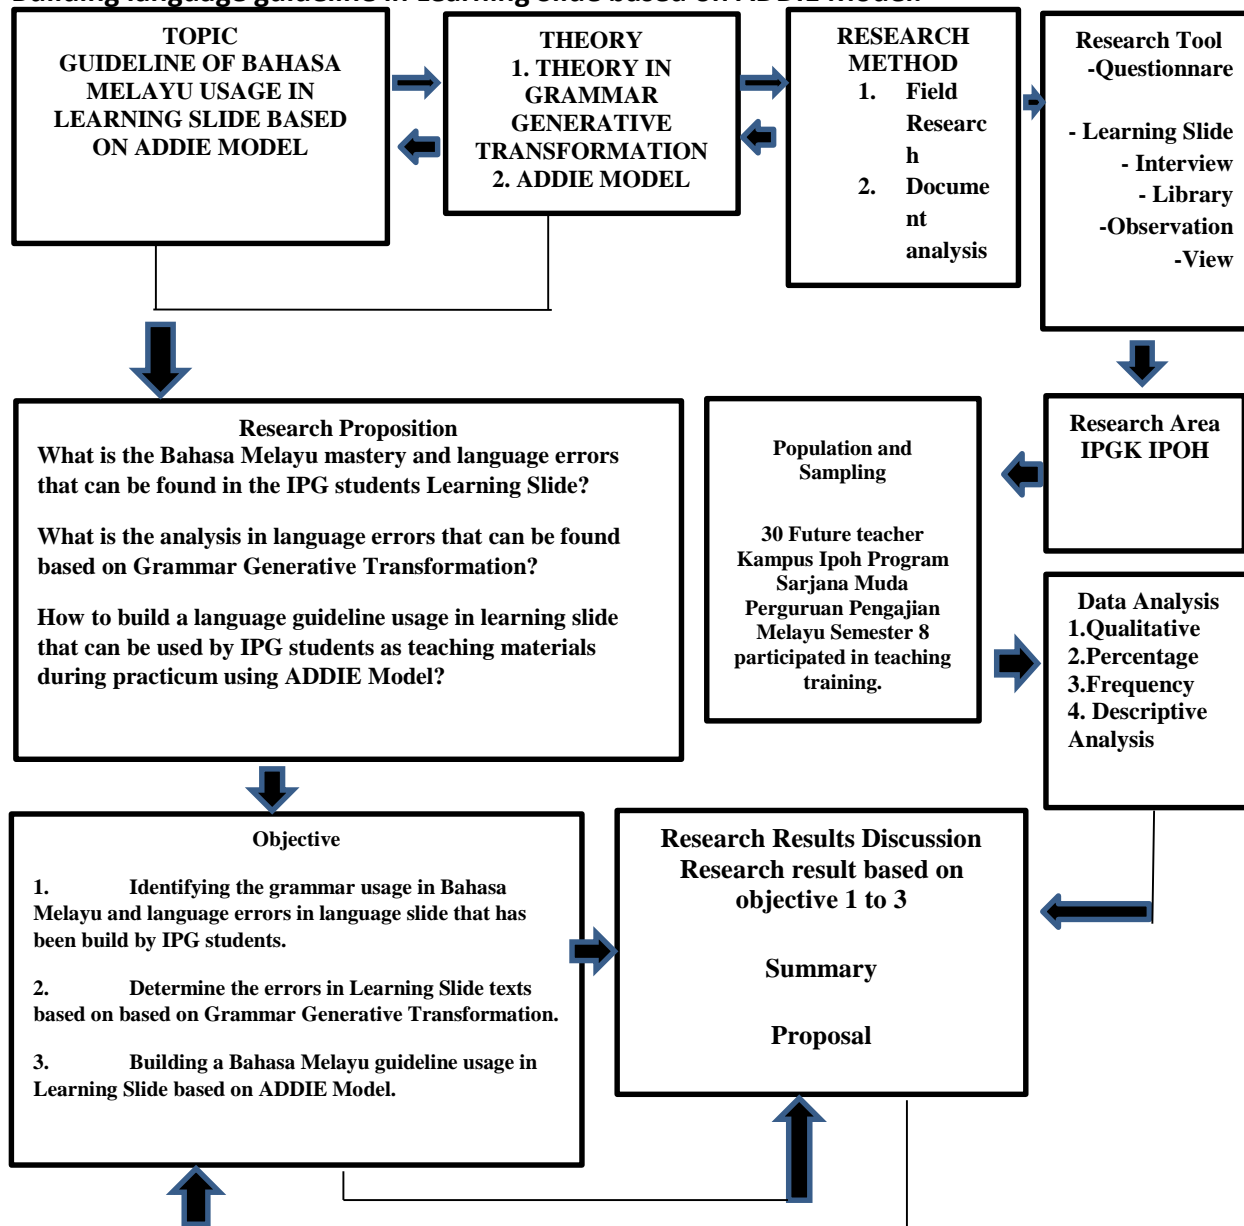 Building language guideline in Learning Slide based on ADDIE Model.
TOPIC
GUIDELINE OF BAHASA
MELAYU USAGE IN
LEARNING SLIDE BASED
ON ADDIE MODEL
THEORY
1. THEORY IN
GRAMMAR
GENERATIVE
TRANSFORMATION
2. ADDIE MODEL
RESEARCH
METHOD
1. Field
Researc
h
2. Docume
nt
analysis
Research Tool
-Questionnare
- Learning Slide
- Interview
- Library
-Observation
-View
Research Proposition
What is the Bahasa Melayu mastery and language errors
that can be found in the IPG students Learning Slide?
What is the analysis in language errors that can be found
based on Grammar Generative Transformation?
How to build a language guideline usage in learning slide
that can be used by IPG students as teaching materials
during practicum using ADDIE Model?
Population and
Sampling
30 Future teacher
Kampus Ipoh Program
Sarjana Muda
Perguruan Pengajian
Melayu Semester 8
participated in teaching
training.
Research Area
IPGK IPOH
Data Analysis
1.Qualitative
2.Percentage
3.Frequency
4. Descriptive
Analysis
Objective
1. Identifying the grammar usage in Bahasa
Melayu and language errors in language slide that has
been build by IPG students.
2. Determine the errors in Learning Slide texts
based on based on Grammar Generative Transformation.
3. Building a Bahasa Melayu guideline usage in
Learning Slide based on ADDIE Model.
Research Results Discussion
Research result based on
objective 1 to 3
Summary
Proposal